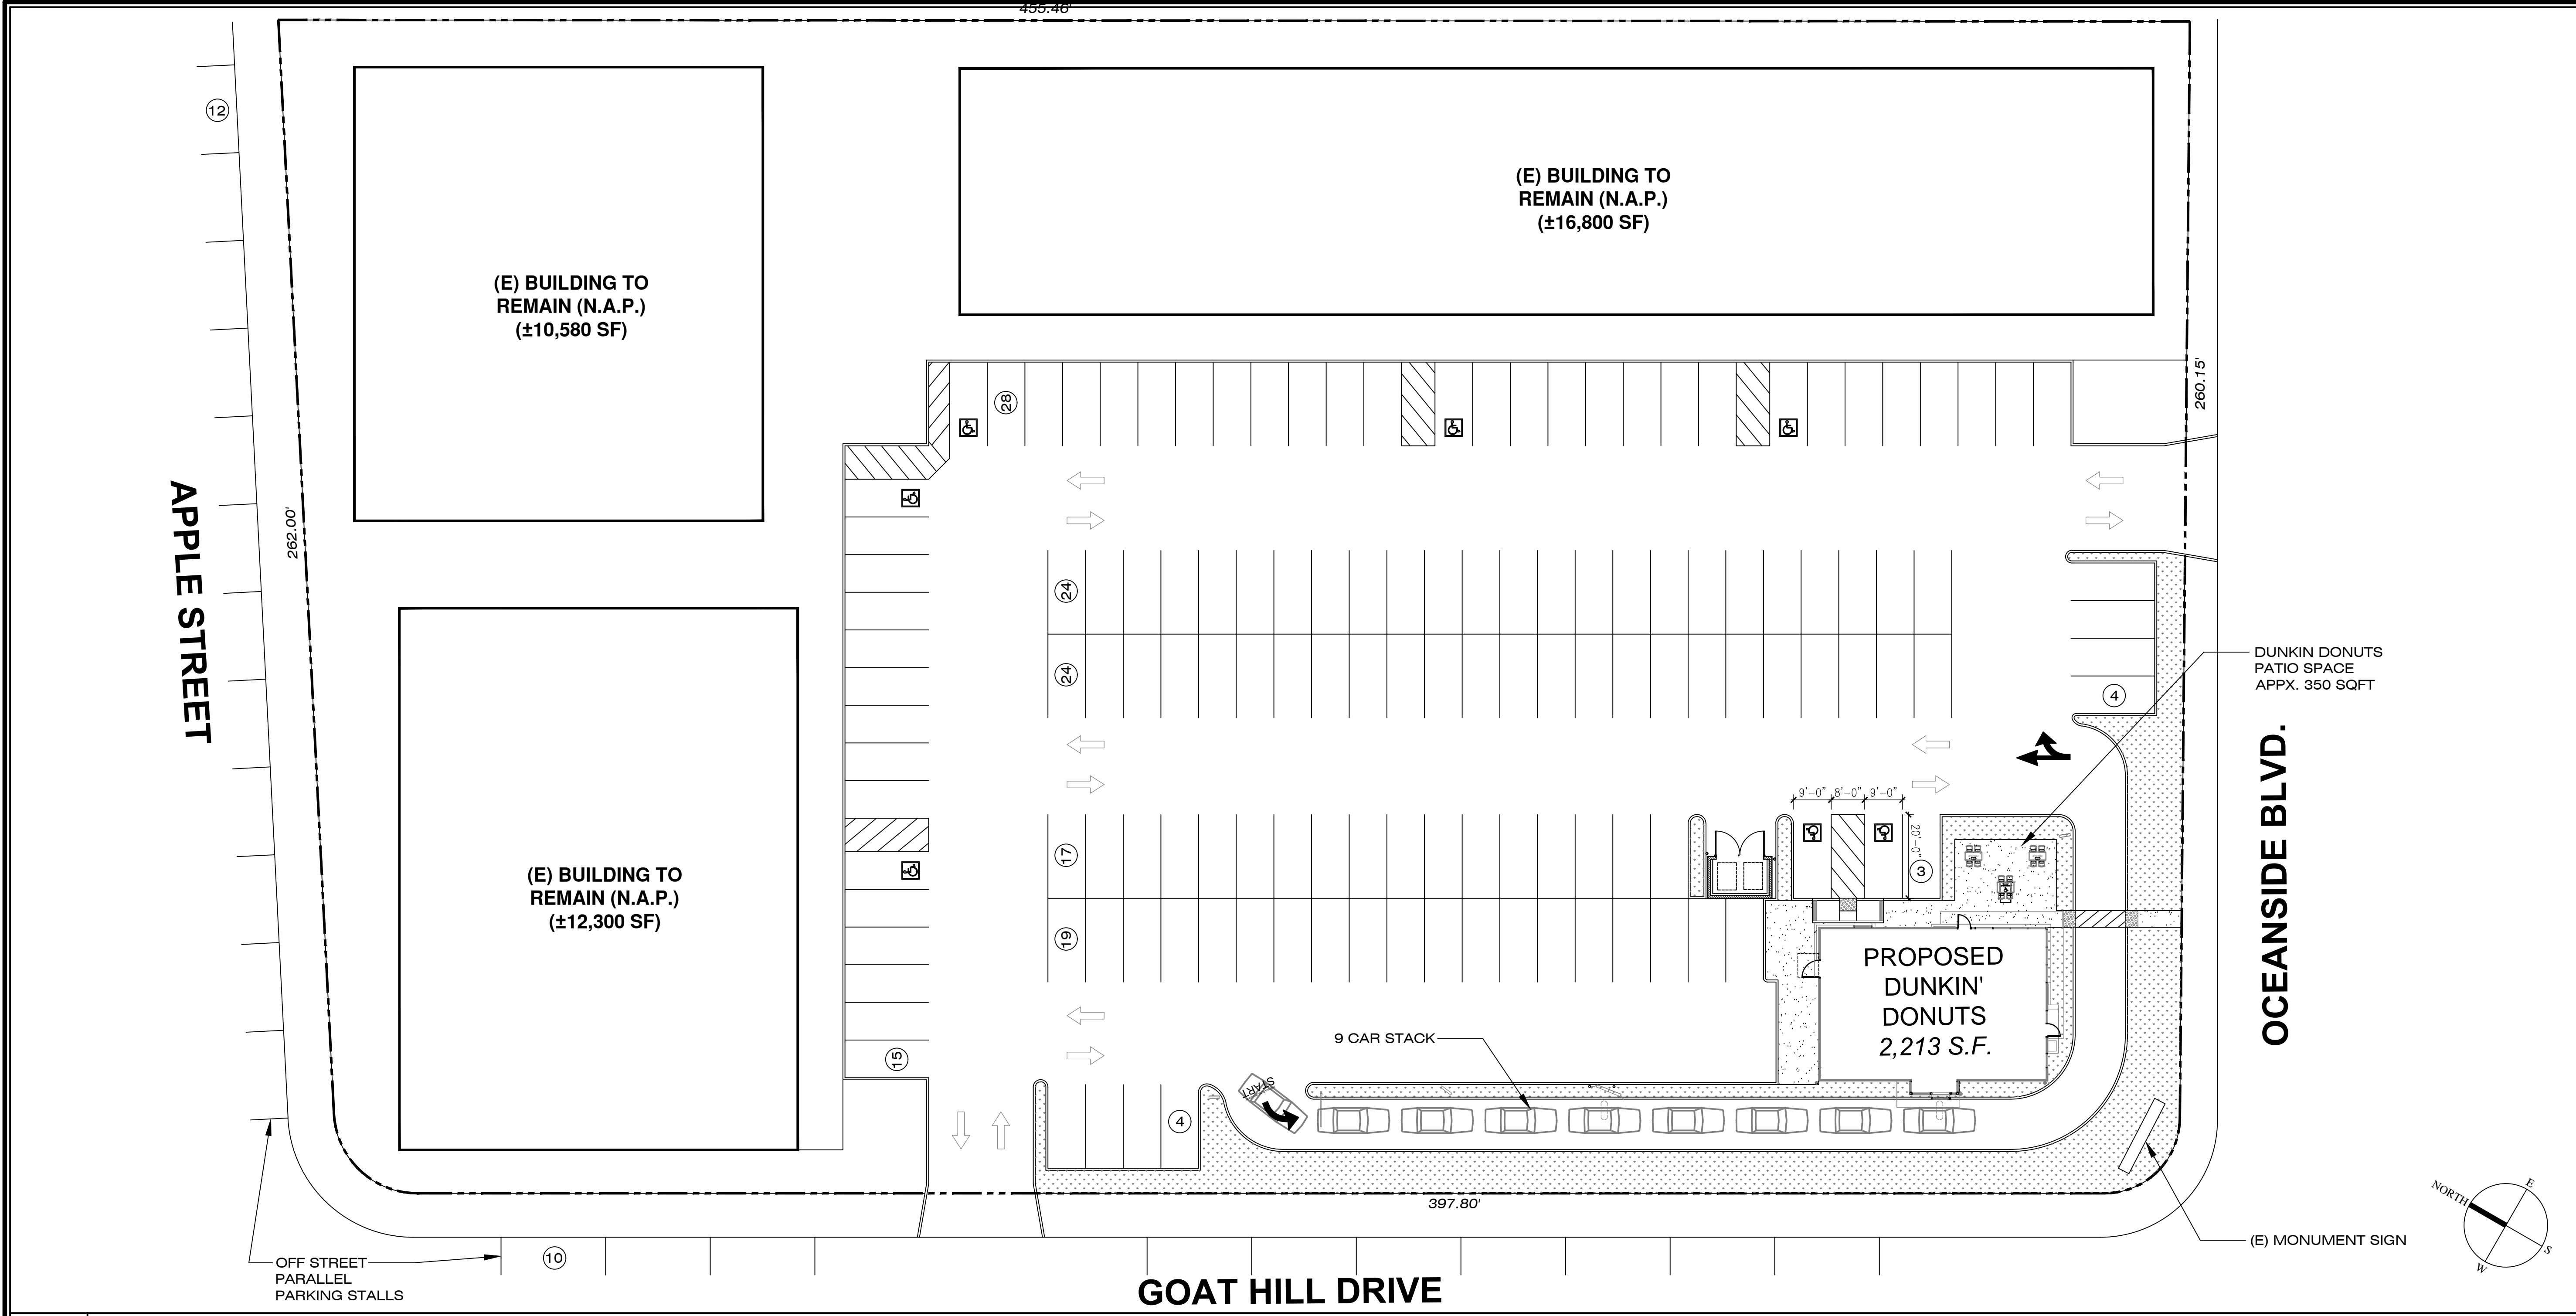 455.46'
12
(E) BUILDING TO
REMAIN (N.A.P.)
(±10,580 SF)
(E) BUILDING TO
REMAIN (N.A.P.)
(±16,800 SF)
28
260.15'
APPLE STREET
262.00'
24
24
4
DUNKIN DONUTS
PATIO SPACE
APPX. 350 SQFT
OCEANSIDE BLVD.
9'-0" 8'-0" 9'-0"
20'-0"
17
3
(E) BUILDING TO
REMAIN (N.A.P.)
(±12,300 SF)
19
PROPOSED
DUNKIN'
DONUTS
2,213 S.F.
15
9 CAR STACK
START
4
397.80'
OFF STREET
PARALLEL
PARKING STALLS
10
GOAT HILL DRIVE
(E) MONUMENT SIGN
NORTH
E
S
W